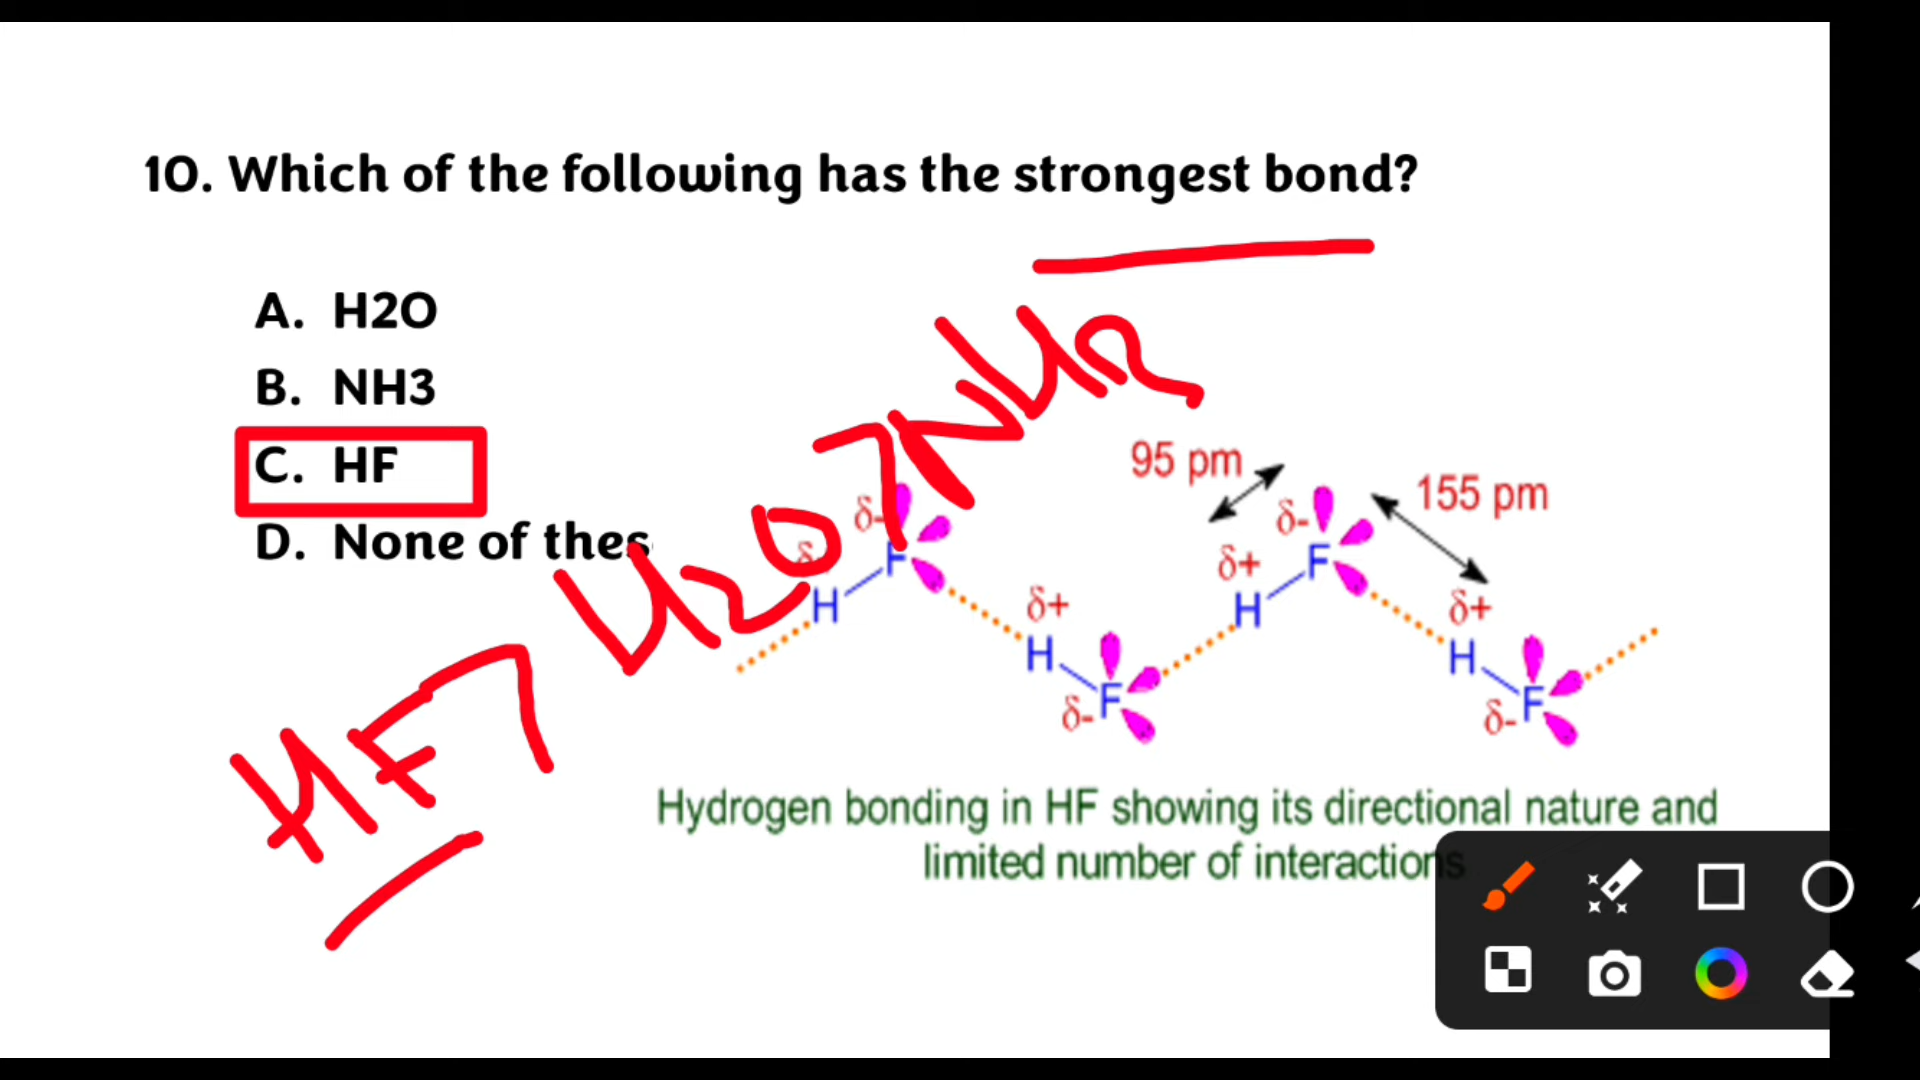 10. Which of the following has the strongest bond?
A. H2O
B. NH3
C. HF
D. None of thes
HF > H2O > NH3
95 pm
155 pm
δ- δ-
δ+ δ+ δ+
F F
H H
H H
F F
δ- δ-
Hydrogen bonding in HF showing its directional nature and
limited number of interactions